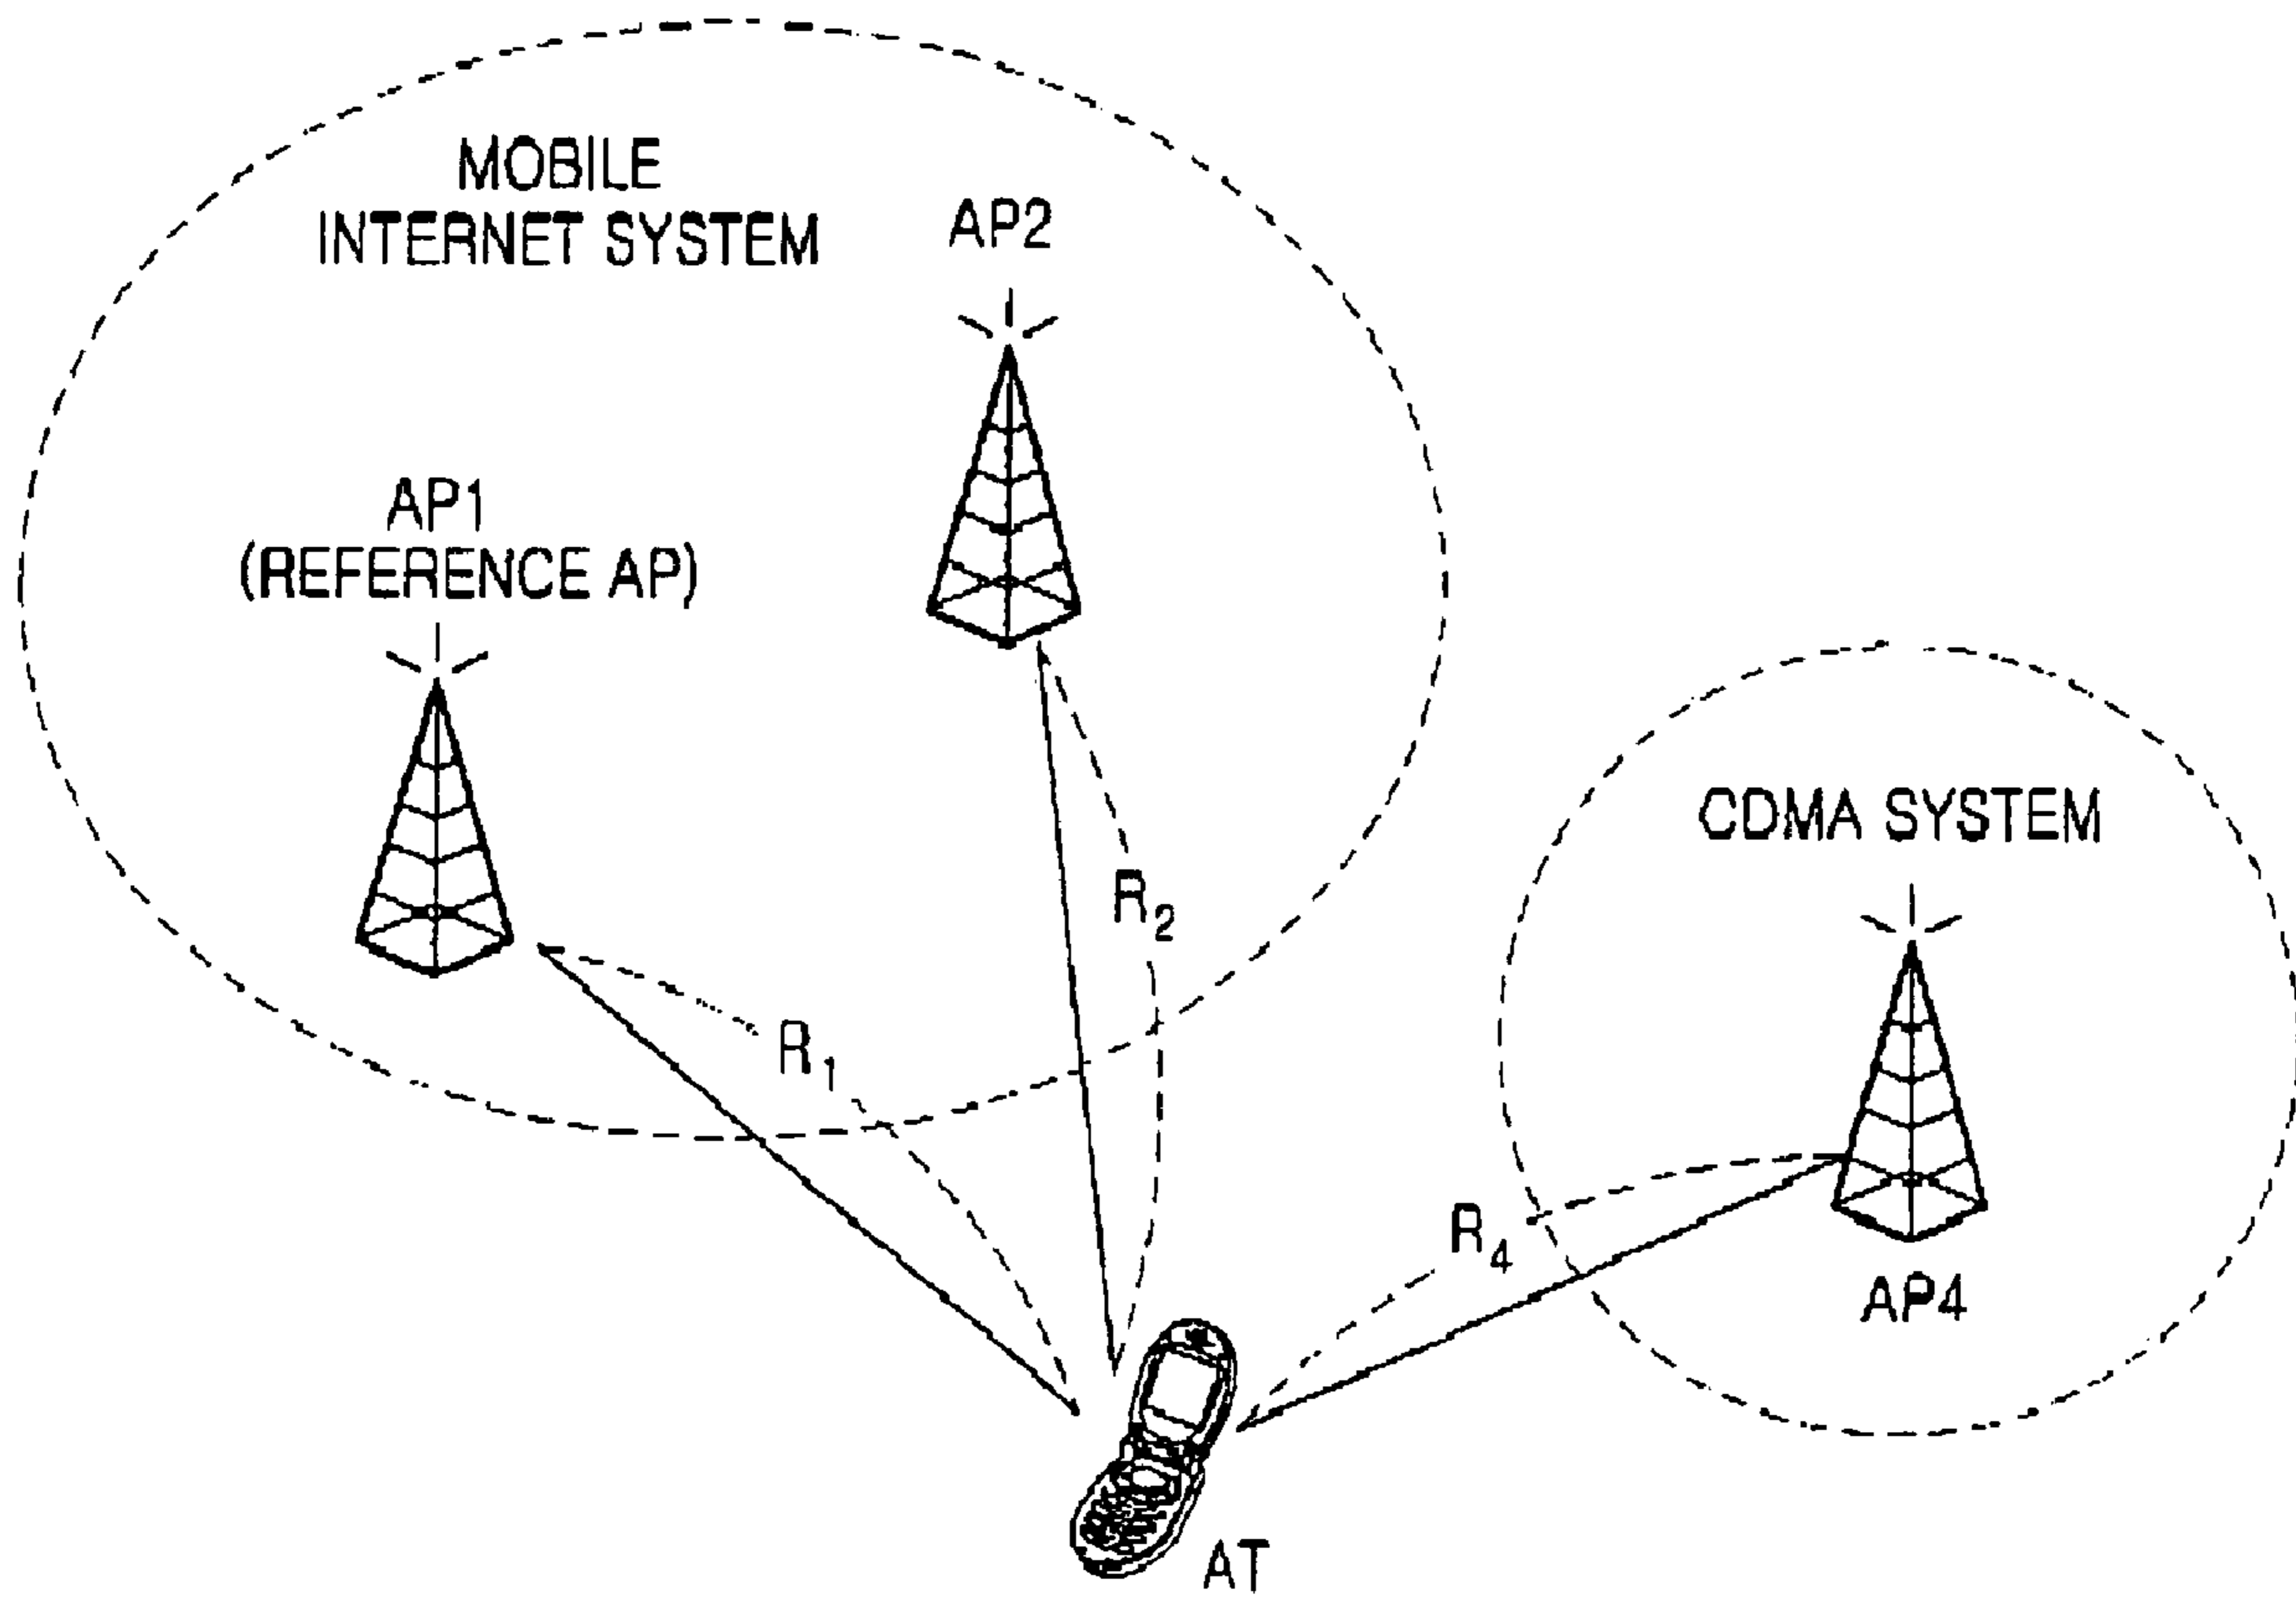 MOBILE
INTERNET SYSTEM
AP2
AP1
(REFERENCE AP)
CDMA SYSTEM
R2
R1
R4
AP4
AT